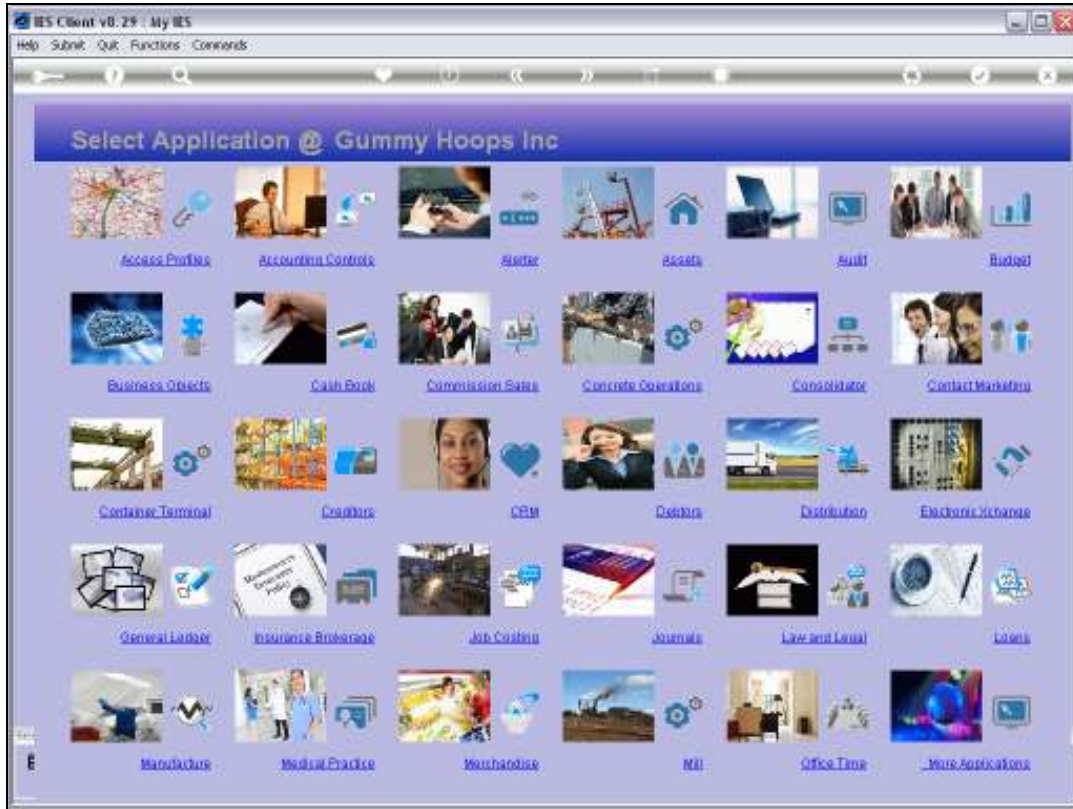 IES Client v8.29 : My IES
Help Submit Quit Functions Commands
Select Application @ Gummy Hoops Inc
Access Profiles Accounting Controls Alerter Assets Audit Budget
Business Objects Cash Book Commission Sales Concrete Operations Consolidator Contact Marketing
Container Terminal Creditors CRM Debtors Distribution Electronic Xchange
General Ledger Insurance Brokerage Job Costing Journals Law and Legal Loans
Manufacture Medical Practice Merchandise Mill Office Time ...More Applications